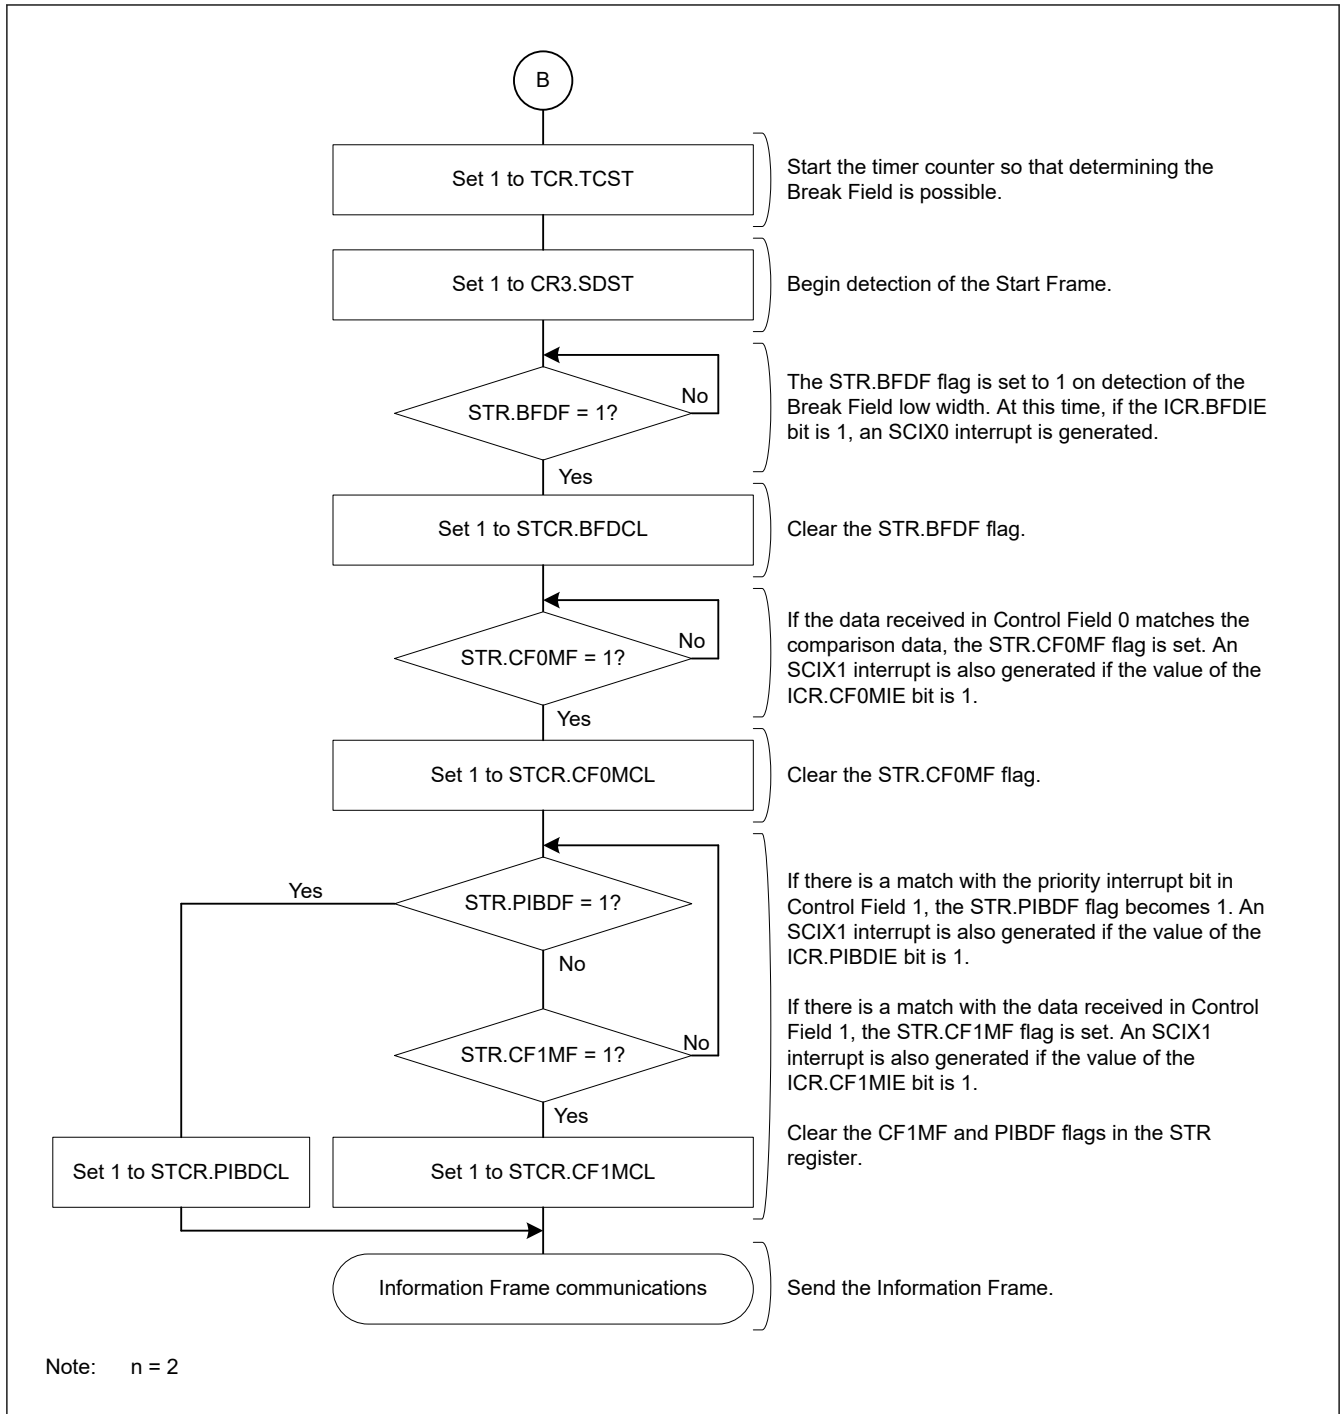 B
Set 1 to TCR.TCST
Start the timer counter so that determining the
Break Field is possible.
Set 1 to CR3.SDST
Begin detection of the Start Frame.
STR.BFDF = 1?
No
Yes
The STR.BFDF flag is set to 1 on detection of the
Break Field low width. At this time, if the ICR.BFDIE
bit is 1, an SCIX0 interrupt is generated.
Set 1 to STCR.BFDCL
Clear the STR.BFDF flag.
STR.CF0MF = 1?
No
Yes
If the data received in Control Field 0 matches the
comparison data, the STR.CF0MF flag is set. An
SCIX1 interrupt is also generated if the value of the
ICR.CF0MIE bit is 1.
Set 1 to STCR.CF0MCL
Clear the STR.CF0MF flag.
Yes
STR.PIBDF = 1?
No
If there is a match with the priority interrupt bit in
Control Field 1, the STR.PIBDF flag becomes 1. An
SCIX1 interrupt is also generated if the value of the
ICR.PIBDIE bit is 1.
STR.CF1MF = 1?
No
Yes
If there is a match with the data received in Control
Field 1, the STR.CF1MF flag is set. An SCIX1
interrupt is also generated if the value of the
ICR.CF1MIE bit is 1.
Clear the CF1MF and PIBDF flags in the STR
register.
Set 1 to STCR.PIBDCL
Set 1 to STCR.CF1MCL
Information Frame communications
Send the Information Frame.
Note: n = 2